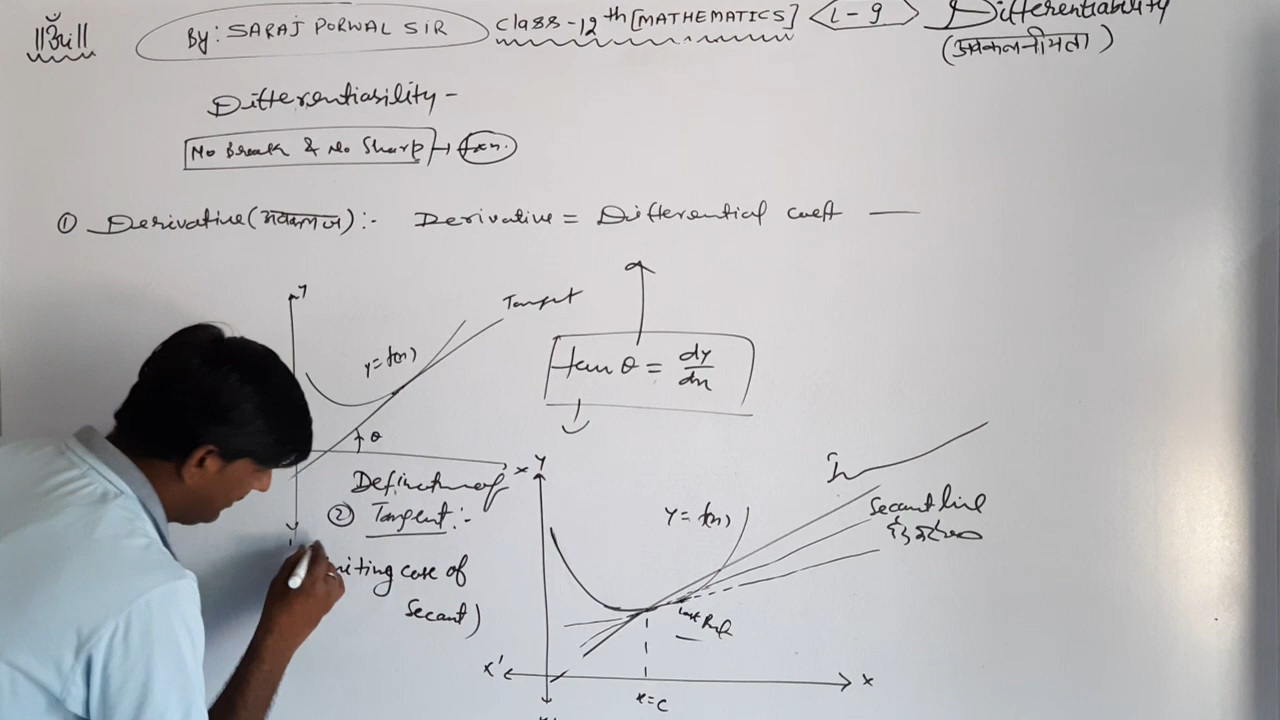 ||ॐ||
By: SARAJ PORWAL SIR
Class-12th [MATHEMATICS]
L-9
Differentiability
(अवकलनीयता)
Differentiability -
No Break & No Sharp → fxn.
① Derivative (अवकलज):- Derivative = Differential coeff
Y
Tangent
y=f(x)
θ
X
tan θ = dy/dx
Definition of
② Tangent:-
iting case of
Secant)
Y
Y=f(x)
Secant line
X'
X
x=c